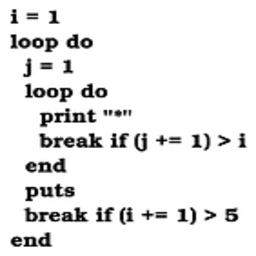 i = 1
loop do
  j = 1
  loop do
    print "*"
    break if (j += 1) > i
  end
  puts
  break if (i += 1) > 5
end